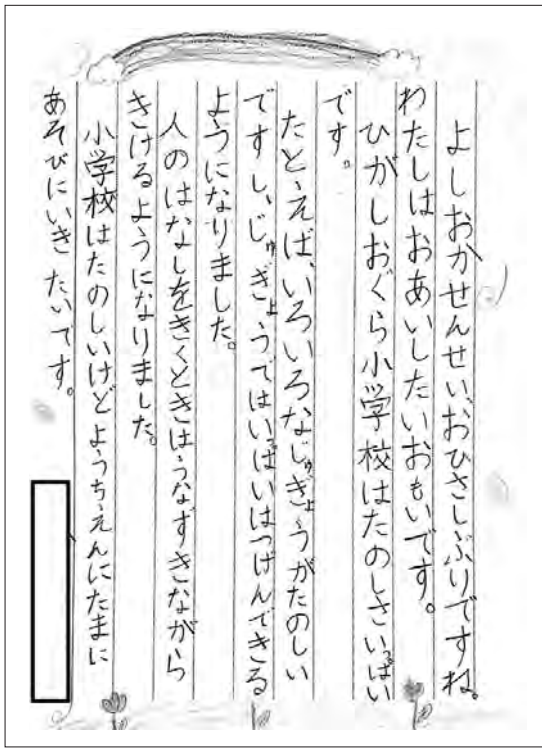 よしおかせんせい、おひさしぶりですね。
わたしはおあいしたいおもいです。
ひがしおぐら小学校はたのしさいっぱい
です。
たとえば、いろいろなじゅぎょうがたのしい
ですし、じゅぎょうではいっぱいはつげんできる
ようになりました。
人のはなしをきくときはうなずきながら
きけるようになりました。
小学校はたのしいけどようちえんにたまに
あそびにいきたいです。